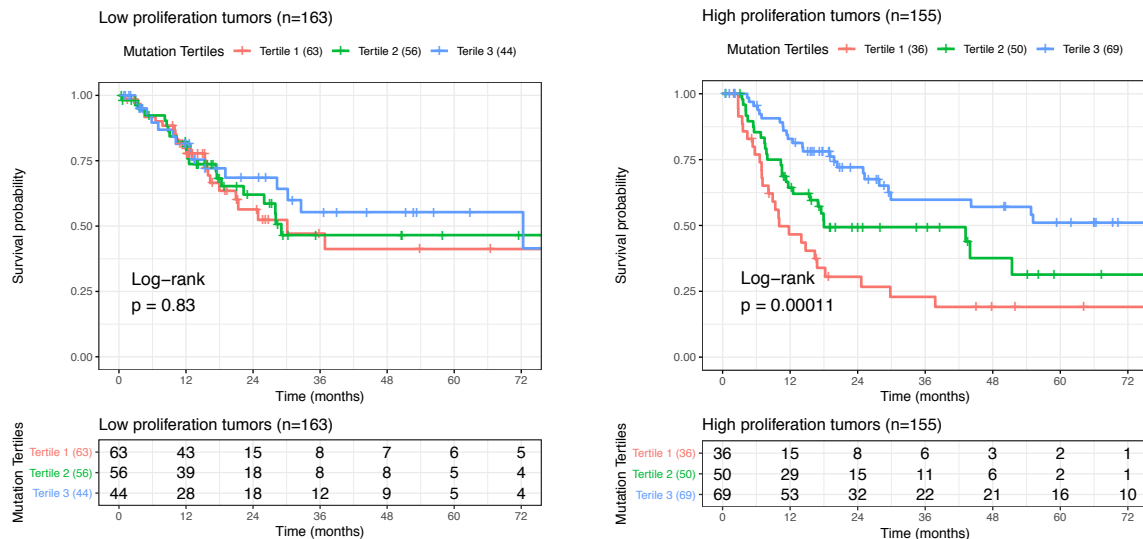 Low proliferation tumors (n=163)
Mutation Tertiles Tertile 1 (63) Tertile 2 (56) Terile 3 (44)
Survival probability
1.00
0.75
0.50
0.25
0.00
Log-rank
p = 0.83
0 12 24 36 48 60 72
Time (months)
Low proliferation tumors (n=163)
Mutation Tertiles
Tertile 1 (63) 63 43 15 8 7 6 5
Tertile 2 (56) 56 39 18 8 8 5 4
Terile 3 (44) 44 28 18 12 9 5 4
0 12 24 36 48 60 72
Time (months)
High proliferation tumors (n=155)
Mutation Tertiles Tertile 1 (36) Tertile 2 (50) Terile 3 (69)
Survival probability
1.00
0.75
0.50
0.25
0.00
Log-rank
p = 0.00011
0 12 24 36 48 60 72
Time (months)
High proliferation tumors (n=155)
Mutation Tertiles
Tertile 1 (36) 36 15 8 6 3 2 1
Tertile 2 (50) 50 29 15 11 6 2 1
Terile 3 (69) 69 53 32 22 21 16 10
0 12 24 36 48 60 72
Time (months)